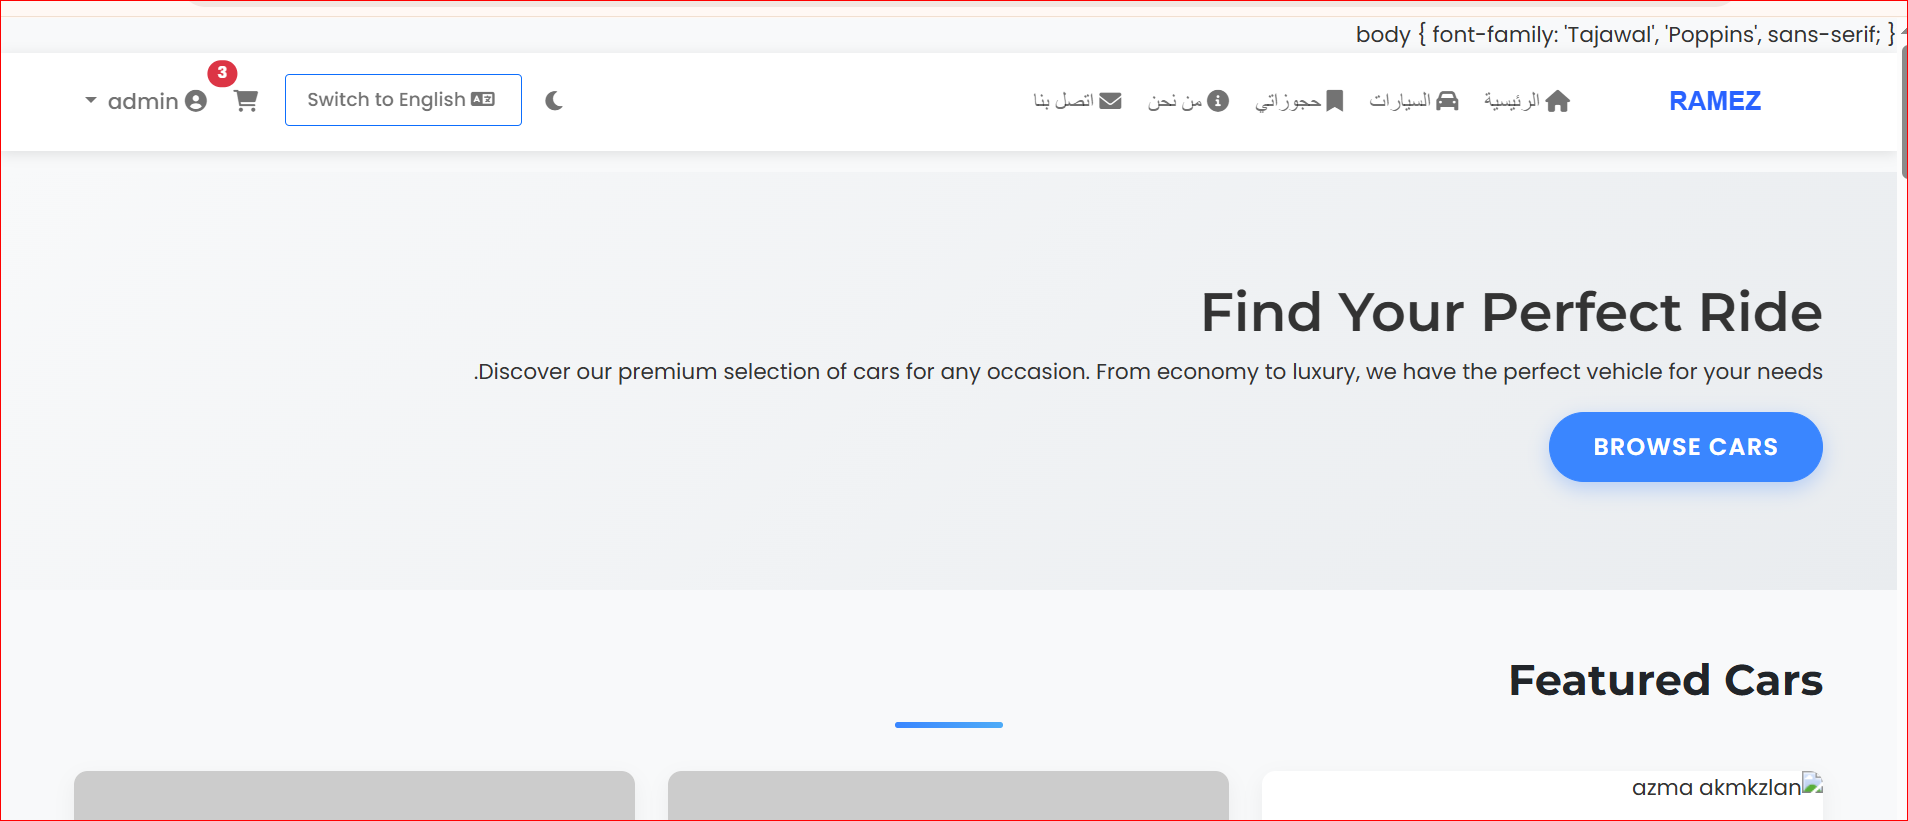 body { font-family: 'Tajawal', 'Poppins', sans-serif; }
RAMEZ
الرئيسية
السيارات
حجوزاتي
من نحن
اتصل بنا
Switch to English
3
admin
Find Your Perfect Ride
.Discover our premium selection of cars for any occasion. From economy to luxury, we have the perfect vehicle for your needs
BROWSE CARS
Featured Cars
azma akmkzlan